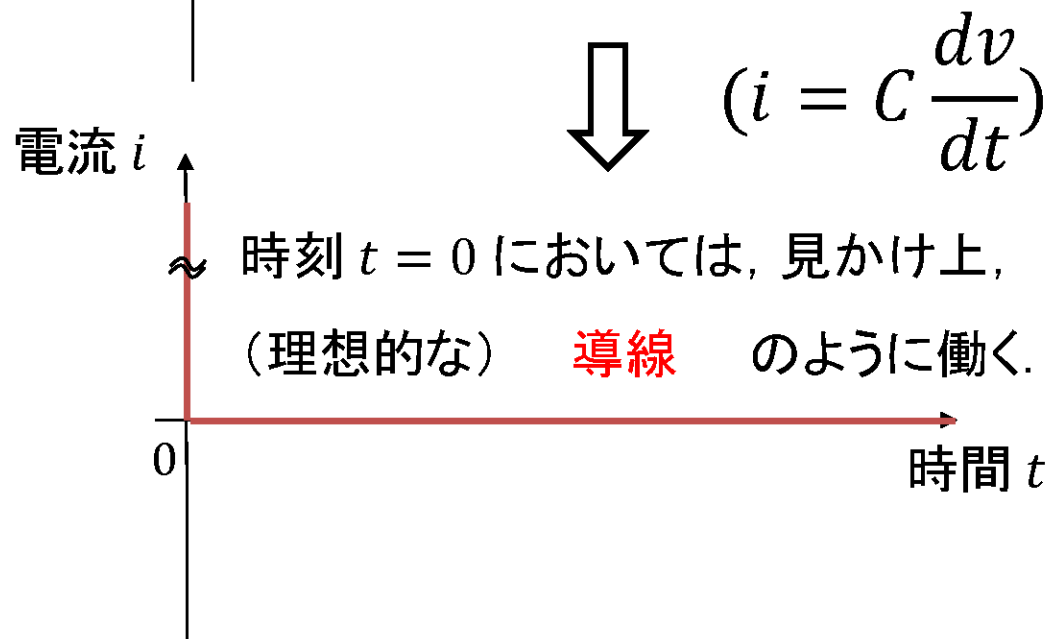 (i = C dv/dt)
電流 i
時刻 t = 0 においては, 見かけ上,
（理想的な） 導線 のように働く.
0
時間 t